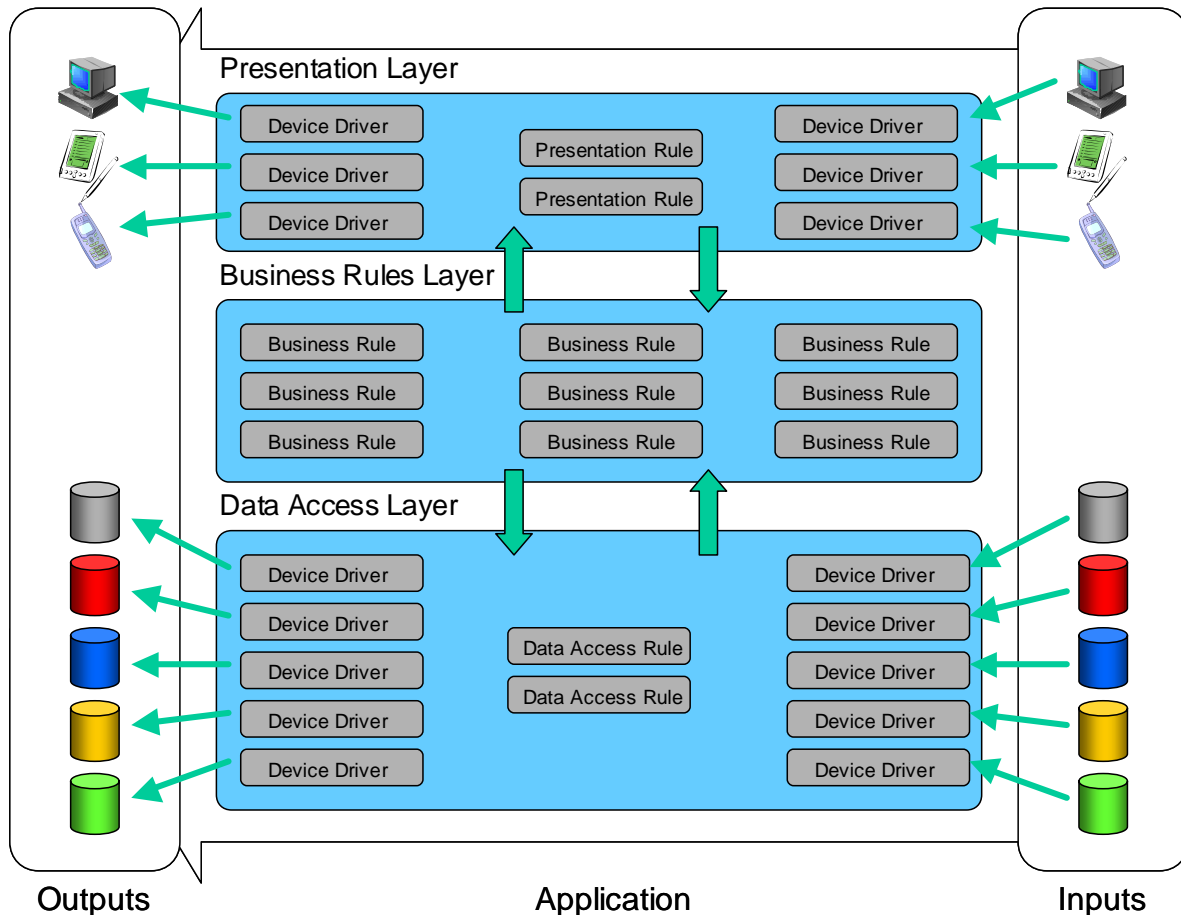 Presentation Layer
Device Driver
Presentation Rule
Device Driver
Device Driver
Presentation Rule
Device Driver
Device Driver
Device Driver
Business Rules Layer
Business Rule
Business Rule
Business Rule
Business Rule
Business Rule
Business Rule
Business Rule
Business Rule
Business Rule
Data Access Layer
Device Driver
Device Driver
Device Driver
Device Driver
Data Access Rule
Device Driver
Device Driver
Data Access Rule
Device Driver
Device Driver
Device Driver
Device Driver
Outputs
Application
Inputs